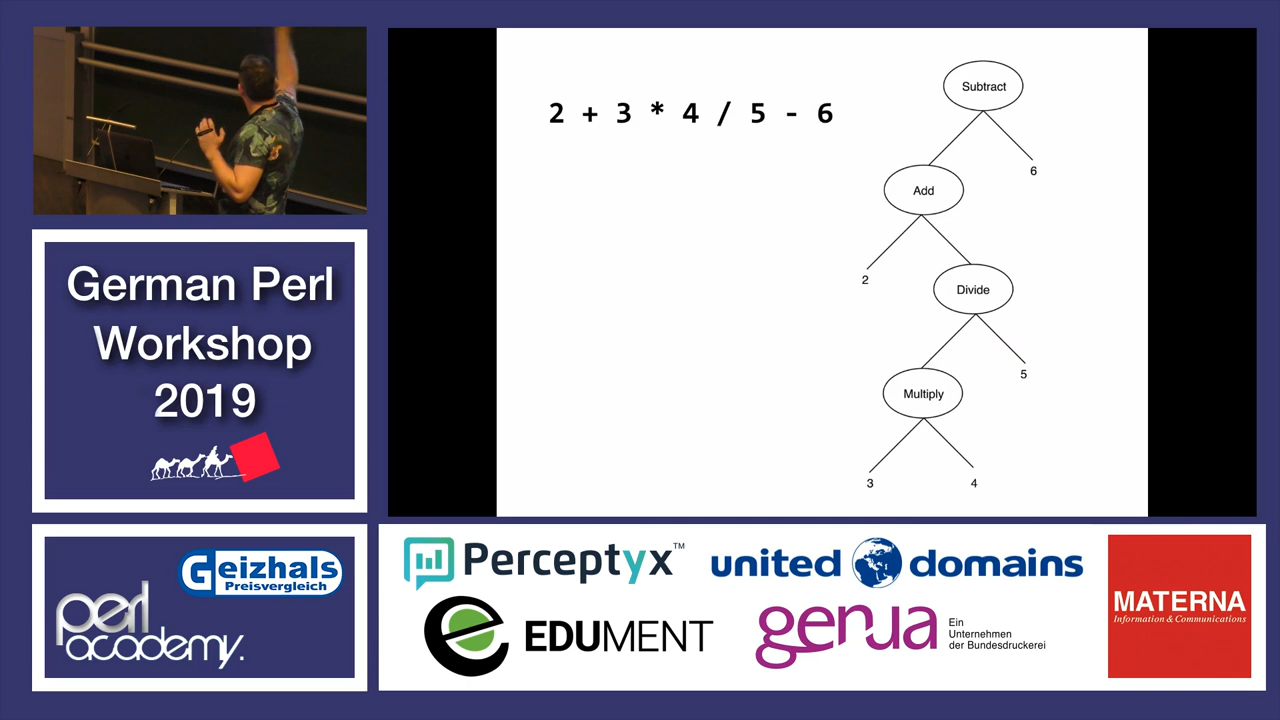 2 + 3 * 4 / 5 - 6
Subtract
6
Add
2
Divide
5
Multiply
3 4
German Perl
Workshop
2019
Geizhals
Preisvergleich
perl
academy.
Perceptyx™
united domains
EDUMENT
genua
Ein
Unternehmen
der Bundesdruckerei
MATERNA
Information & Communications